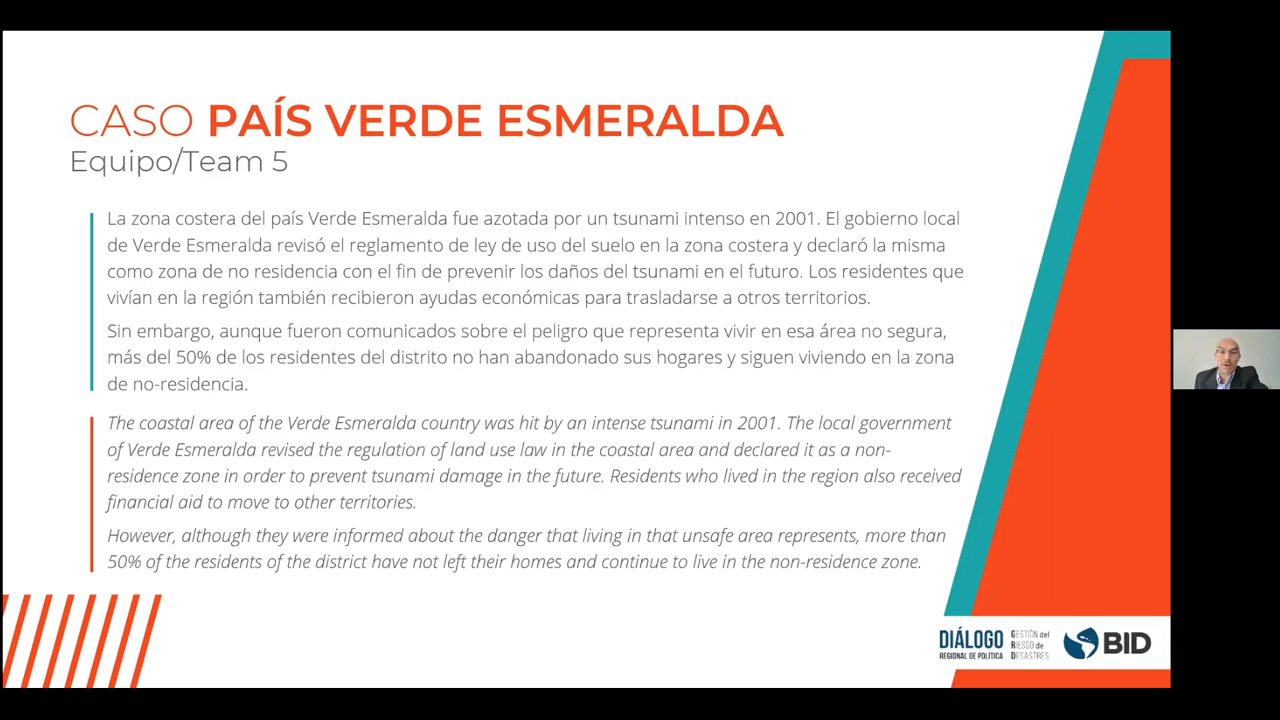 CASO PAÍS VERDE ESMERALDA
Equipo/Team 5
La zona costera del país Verde Esmeralda fue azotada por un tsunami intenso en 2001. El gobierno local
de Verde Esmeralda revisó el reglamento de ley de uso del suelo en la zona costera y declaró la misma
como zona de no residencia con el fin de prevenir los daños del tsunami en el futuro. Los residentes que
vivían en la región también recibieron ayudas económicas para trasladarse a otros territorios.
Sin embargo, aunque fueron comunicados sobre el peligro que representa vivir en esa área no segura,
más del 50% de los residentes del distrito no han abandonado sus hogares y siguen viviendo en la zona
de no-residencia.
The coastal area of the Verde Esmeralda country was hit by an intense tsunami in 2001. The local government
of Verde Esmeralda revised the regulation of land use law in the coastal area and declared it as a non-
residence zone in order to prevent tsunami damage in the future. Residents who lived in the region also received
financial aid to move to other territories.
However, although they were informed about the danger that living in that unsafe area represents, more than
50% of the residents of the district have not left their homes and continue to live in the non-residence zone.
DIÁLOGO
REGIONAL DE POLÍTICA
GESTIÓN del
RIESGO de
DESASTRES
BID